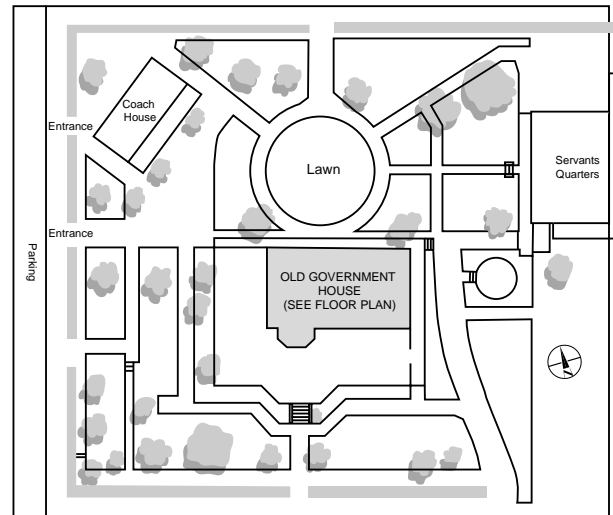 Coach
House
Entrance
Lawn
Servants
Quarters
Entrance
Parking
OLD GOVERNMENT
HOUSE
(SEE FLOOR PLAN)